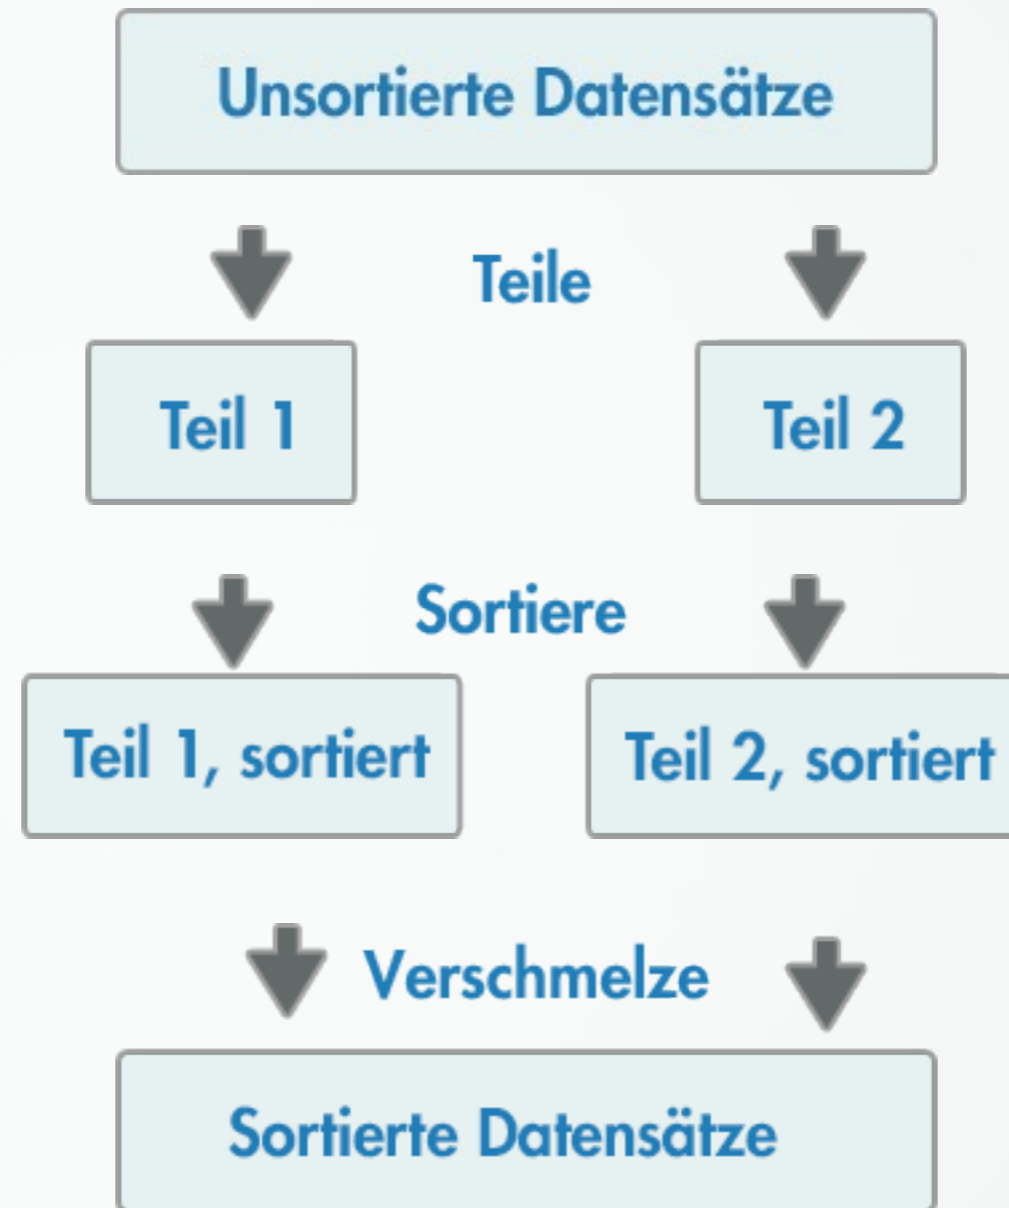 Unsortierte Datensätze
Teile
Teil 1
Teil 2
Sortiere
Teil 1, sortiert
Teil 2, sortiert
Verschmelze
Sortierte Datensätze